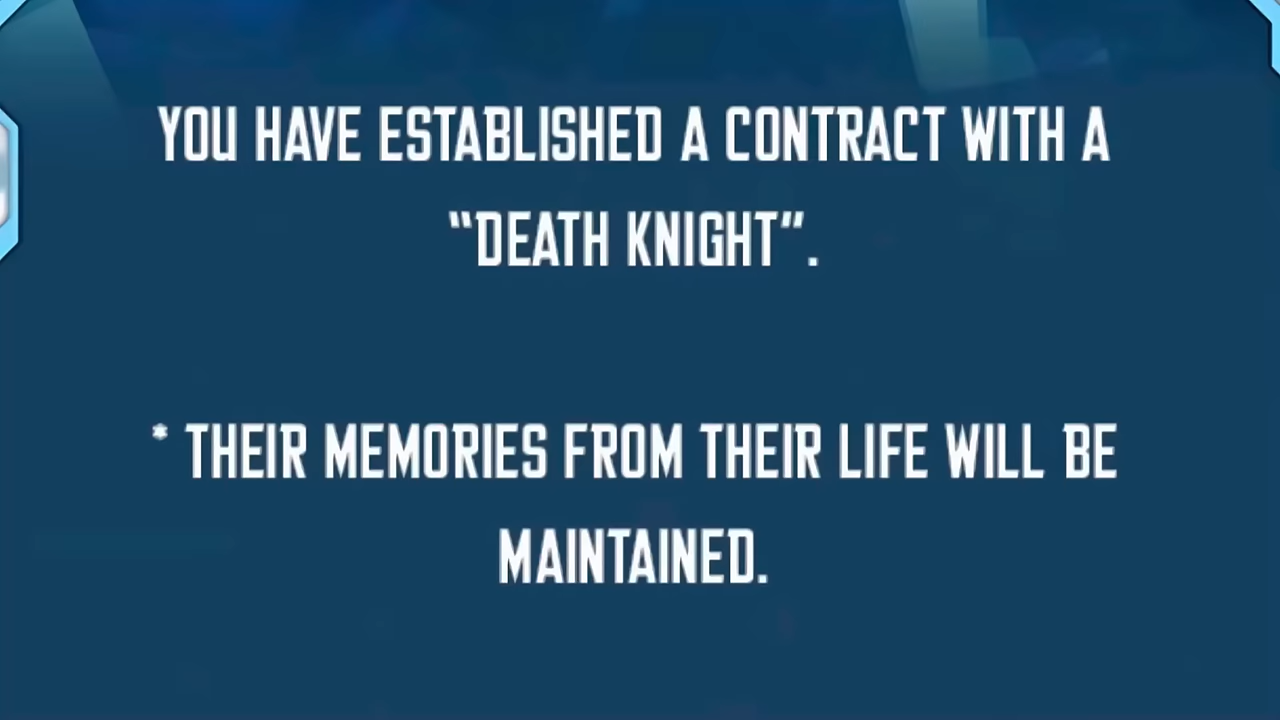 YOU HAVE ESTABLISHED A CONTRACT WITH A
"DEATH KNIGHT".
* THEIR MEMORIES FROM THEIR LIFE WILL BE
MAINTAINED.